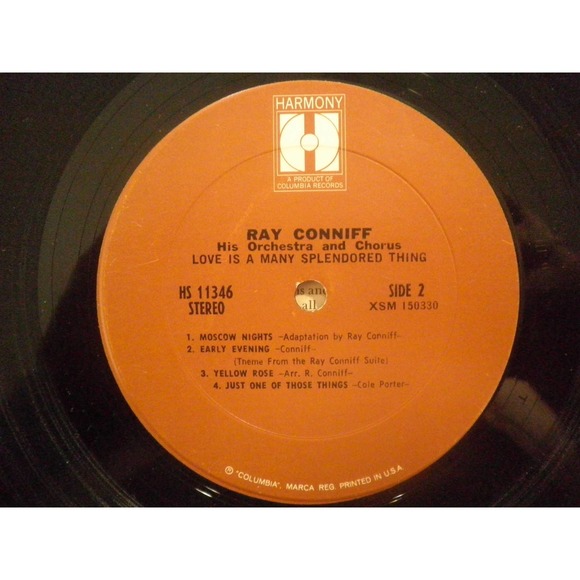 HARMONY
A PRODUCT OF
COLUMBIA RECORDS
RAY CONNIFF
His Orchestra and Chorus
LOVE IS A MANY SPLENDORED THING
HS 11346
STEREO
is and
all
SIDE 2
XSM 150330
1. MOSCOW NIGHTS -Adaptation by Ray Conniff-
2. EARLY EVENING -Conniff-
(Theme From the Ray Conniff Suite)
3. YELLOW ROSE -Arr. R. Conniff-
4. JUST ONE OF THOSE THINGS -Cole Porter-
Ⓟ "COLUMBIA", MARCA REG. PRINTED IN U.S.A.